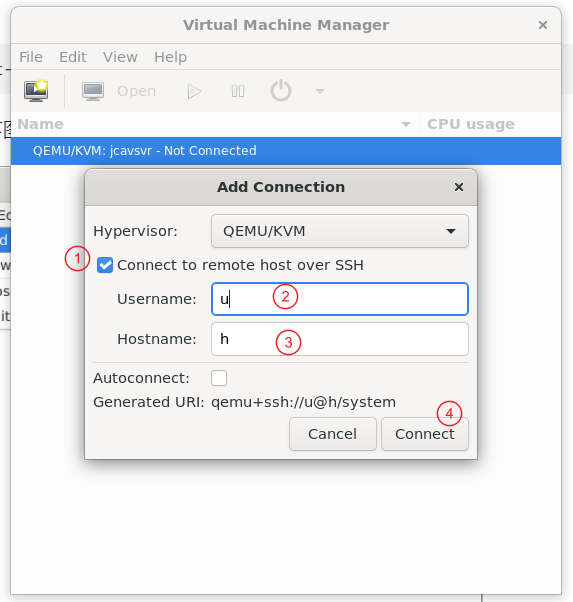 Virtual Machine Manager
File Edit View Help
Open
Name CPU usage
QEMU/KVM: jcavsvr - Not Connected
Add Connection
Hypervisor: QEMU/KVM
1 Connect to remote host over SSH
Username: u 2
Hostname: h 3
Autoconnect:
Generated URI: qemu+ssh://u@h/system
4
Cancel Connect